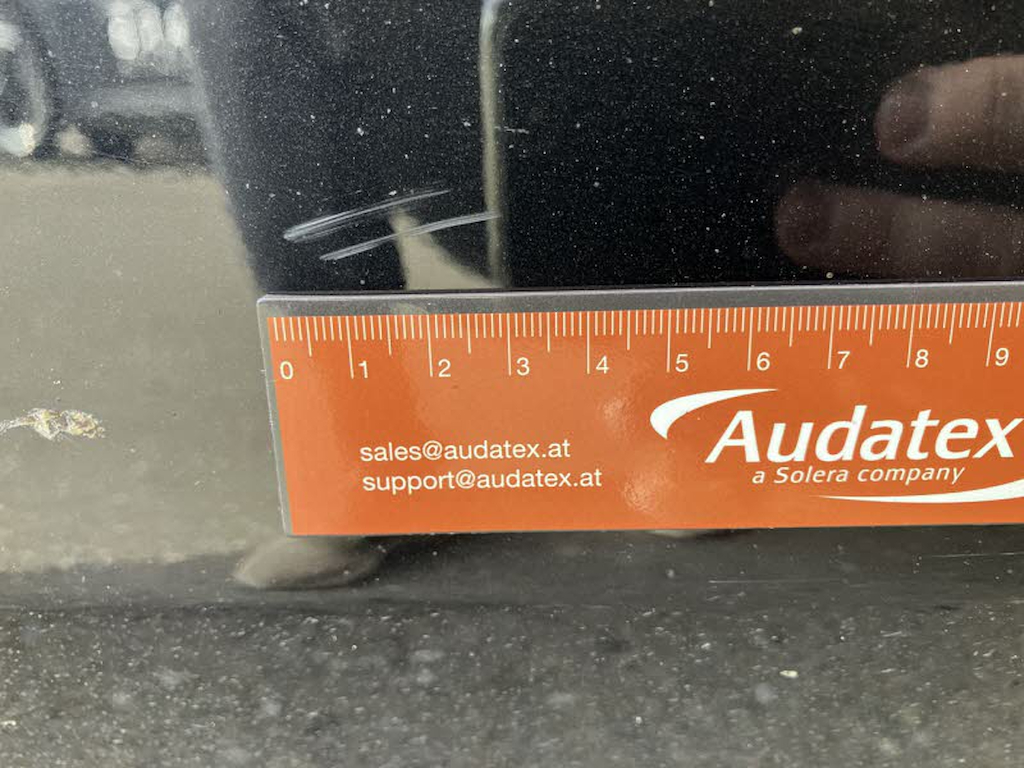 0 1 2 3 4 5 6 7 8 9
sales@audatex.at
support@audatex.at
Audatex
a Solera company